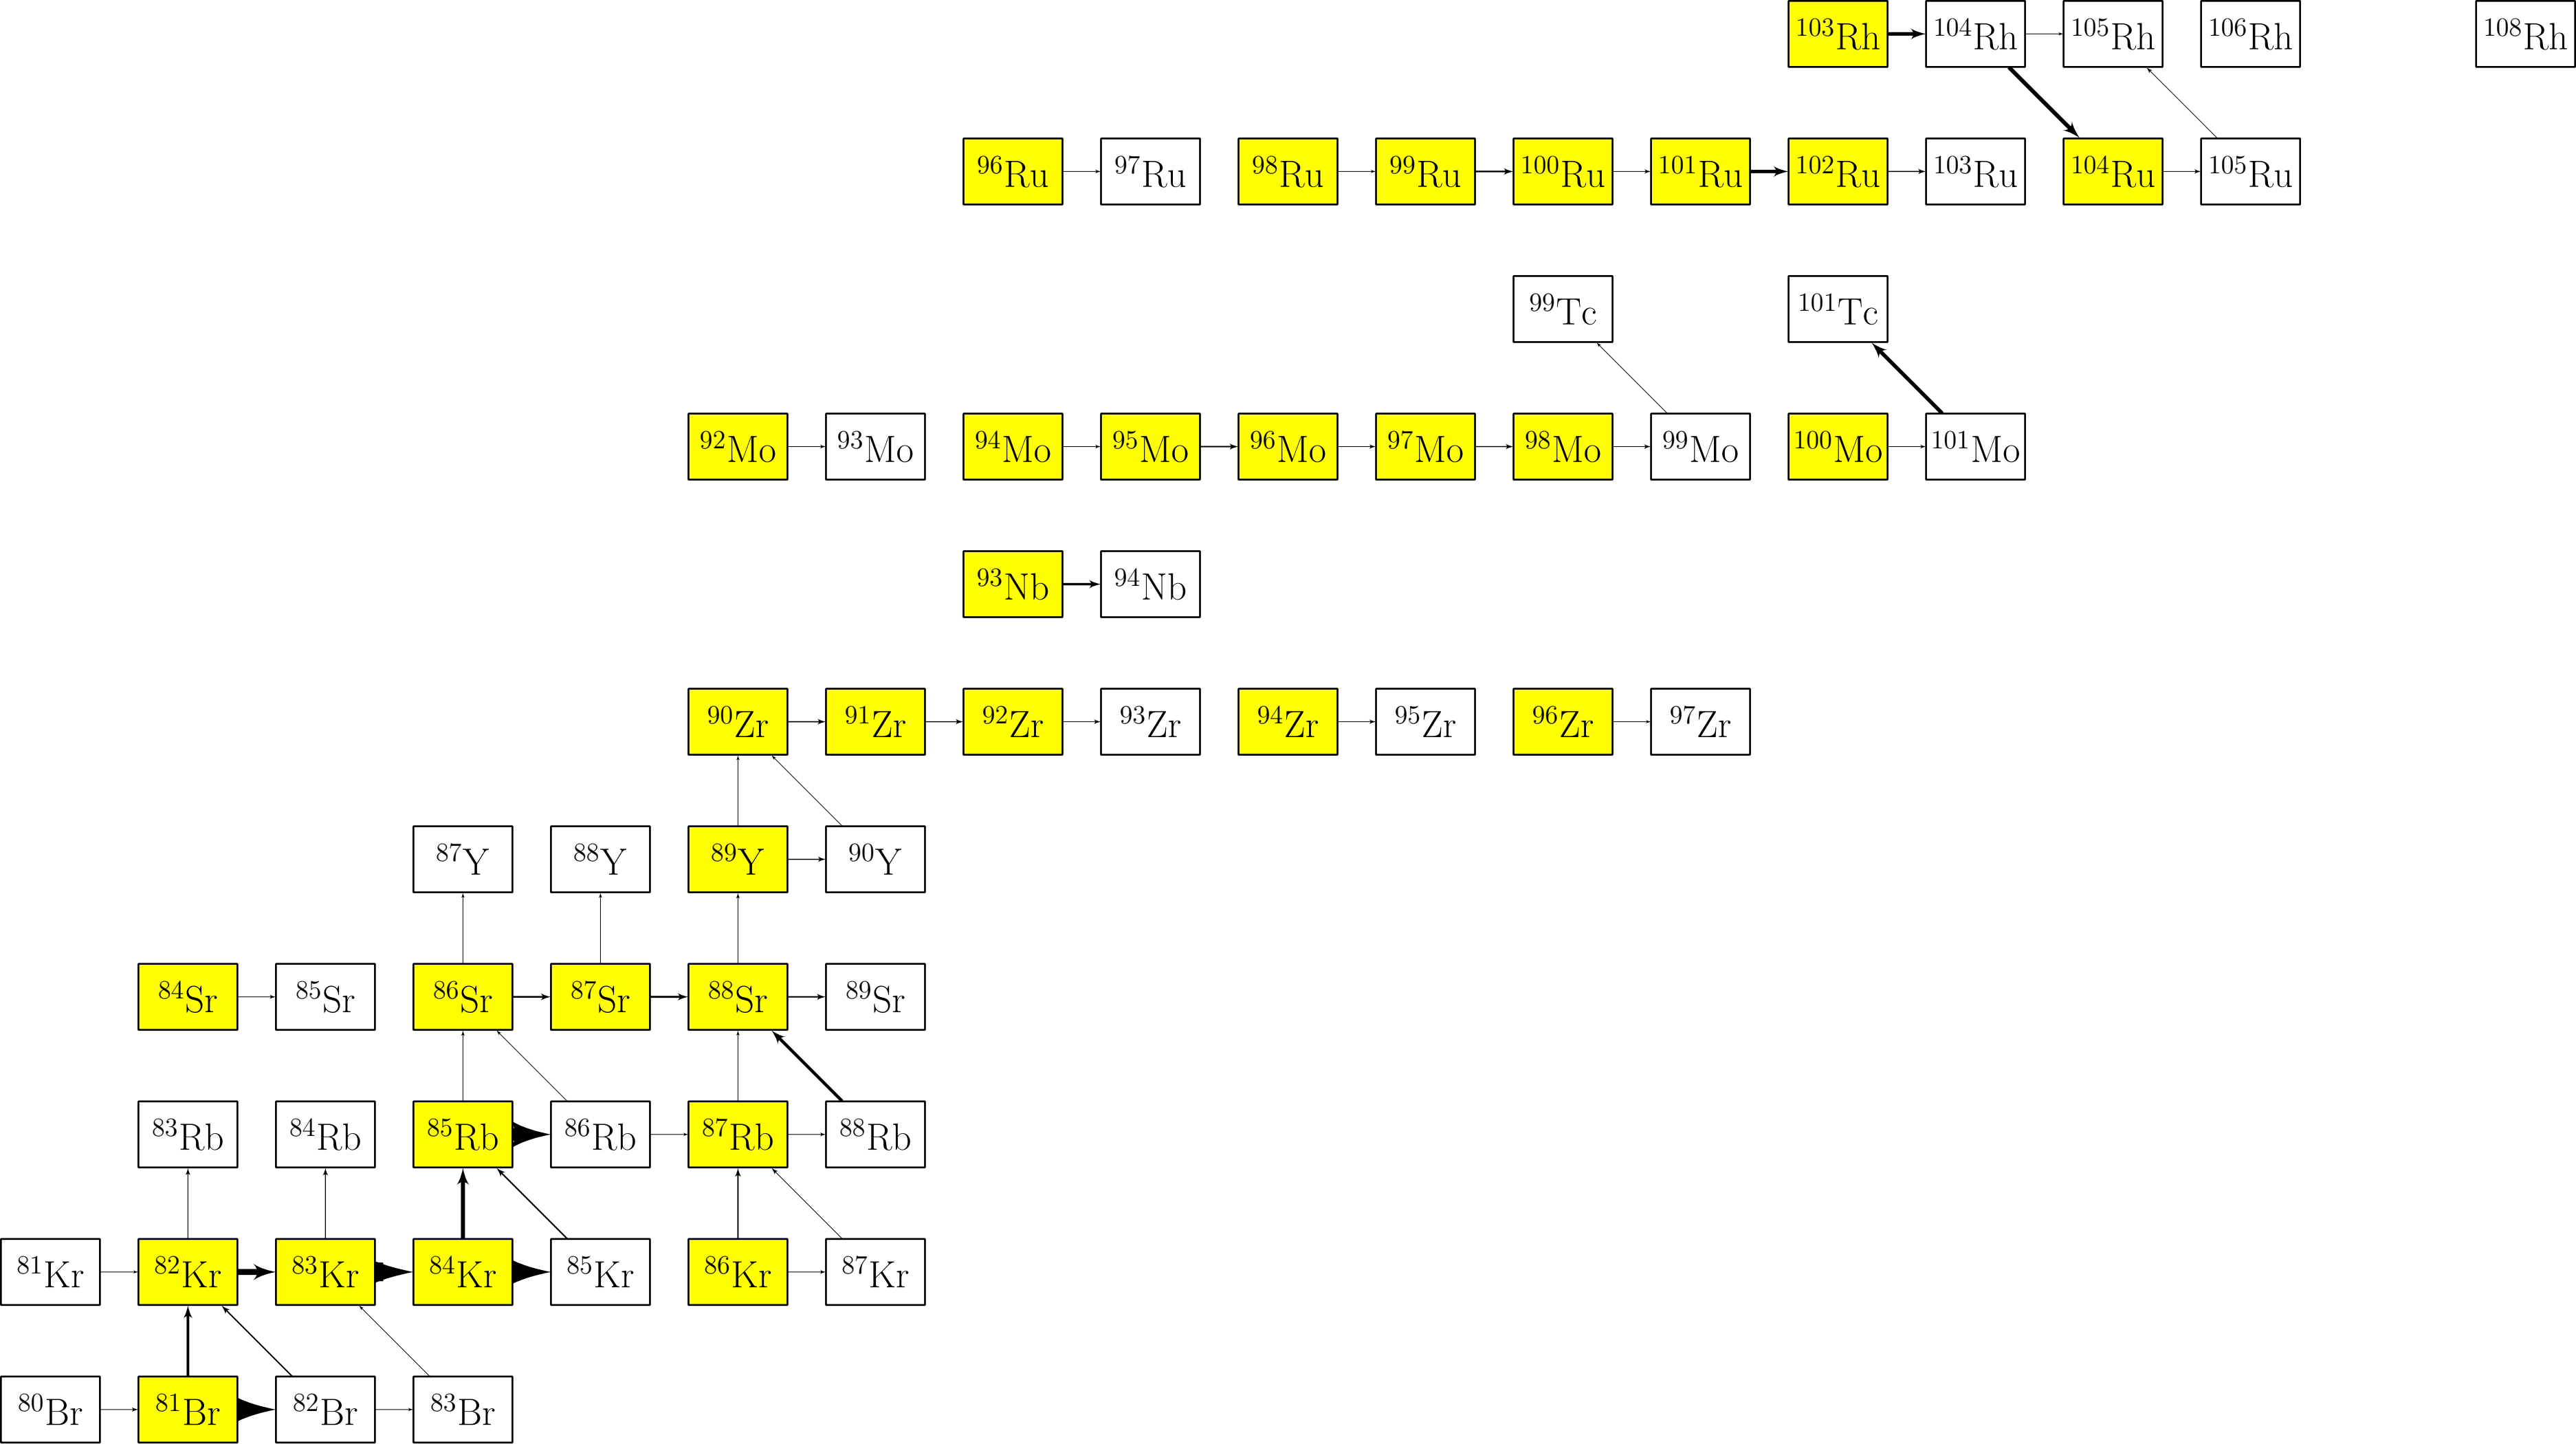 ¹⁰³Rh ¹⁰⁴Rh ¹⁰⁵Rh ¹⁰⁶Rh ¹⁰⁸Rh
⁹⁶Ru ⁹⁷Ru ⁹⁸Ru ⁹⁹Ru ¹⁰⁰Ru ¹⁰¹Ru ¹⁰²Ru ¹⁰³Ru ¹⁰⁴Ru ¹⁰⁵Ru
⁹⁹Tc ¹⁰¹Tc
⁹²Mo ⁹³Mo ⁹⁴Mo ⁹⁵Mo ⁹⁶Mo ⁹⁷Mo ⁹⁸Mo ⁹⁹Mo ¹⁰⁰Mo ¹⁰¹Mo
⁹³Nb ⁹⁴Nb
⁹⁰Zr ⁹¹Zr ⁹²Zr ⁹³Zr ⁹⁴Zr ⁹⁵Zr ⁹⁶Zr ⁹⁷Zr
⁸⁷Y ⁸⁸Y ⁸⁹Y ⁹⁰Y
⁸⁴Sr ⁸⁵Sr ⁸⁶Sr ⁸⁷Sr ⁸⁸Sr ⁸⁹Sr
⁸³Rb ⁸⁴Rb ⁸⁵Rb ⁸⁶Rb ⁸⁷Rb ⁸⁸Rb
⁸¹Kr ⁸²Kr ⁸³Kr ⁸⁴Kr ⁸⁵Kr ⁸⁶Kr ⁸⁷Kr
⁸⁰Br ⁸¹Br ⁸²Br ⁸³Br